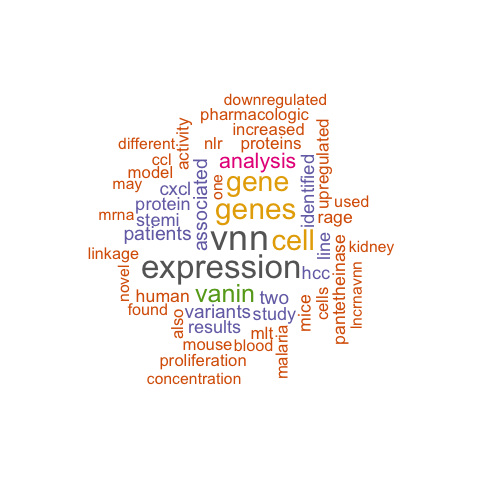 downregulated
pharmacologic
increased
different
activity
nlr
proteins
ccl
analysis
model
may
cxcl
associated
one
gene
identified
upregulated
protein
mrna
stemi
genes
used
rage
patients
vnn
cell
line
linkage
expression
hcc
pantetheinase
kidney
novel
human
vanin
two
mice
cells
lncrnavnn
found
also
variants
study
results
mlt
mouse
blood
malaria
proliferation
concentration